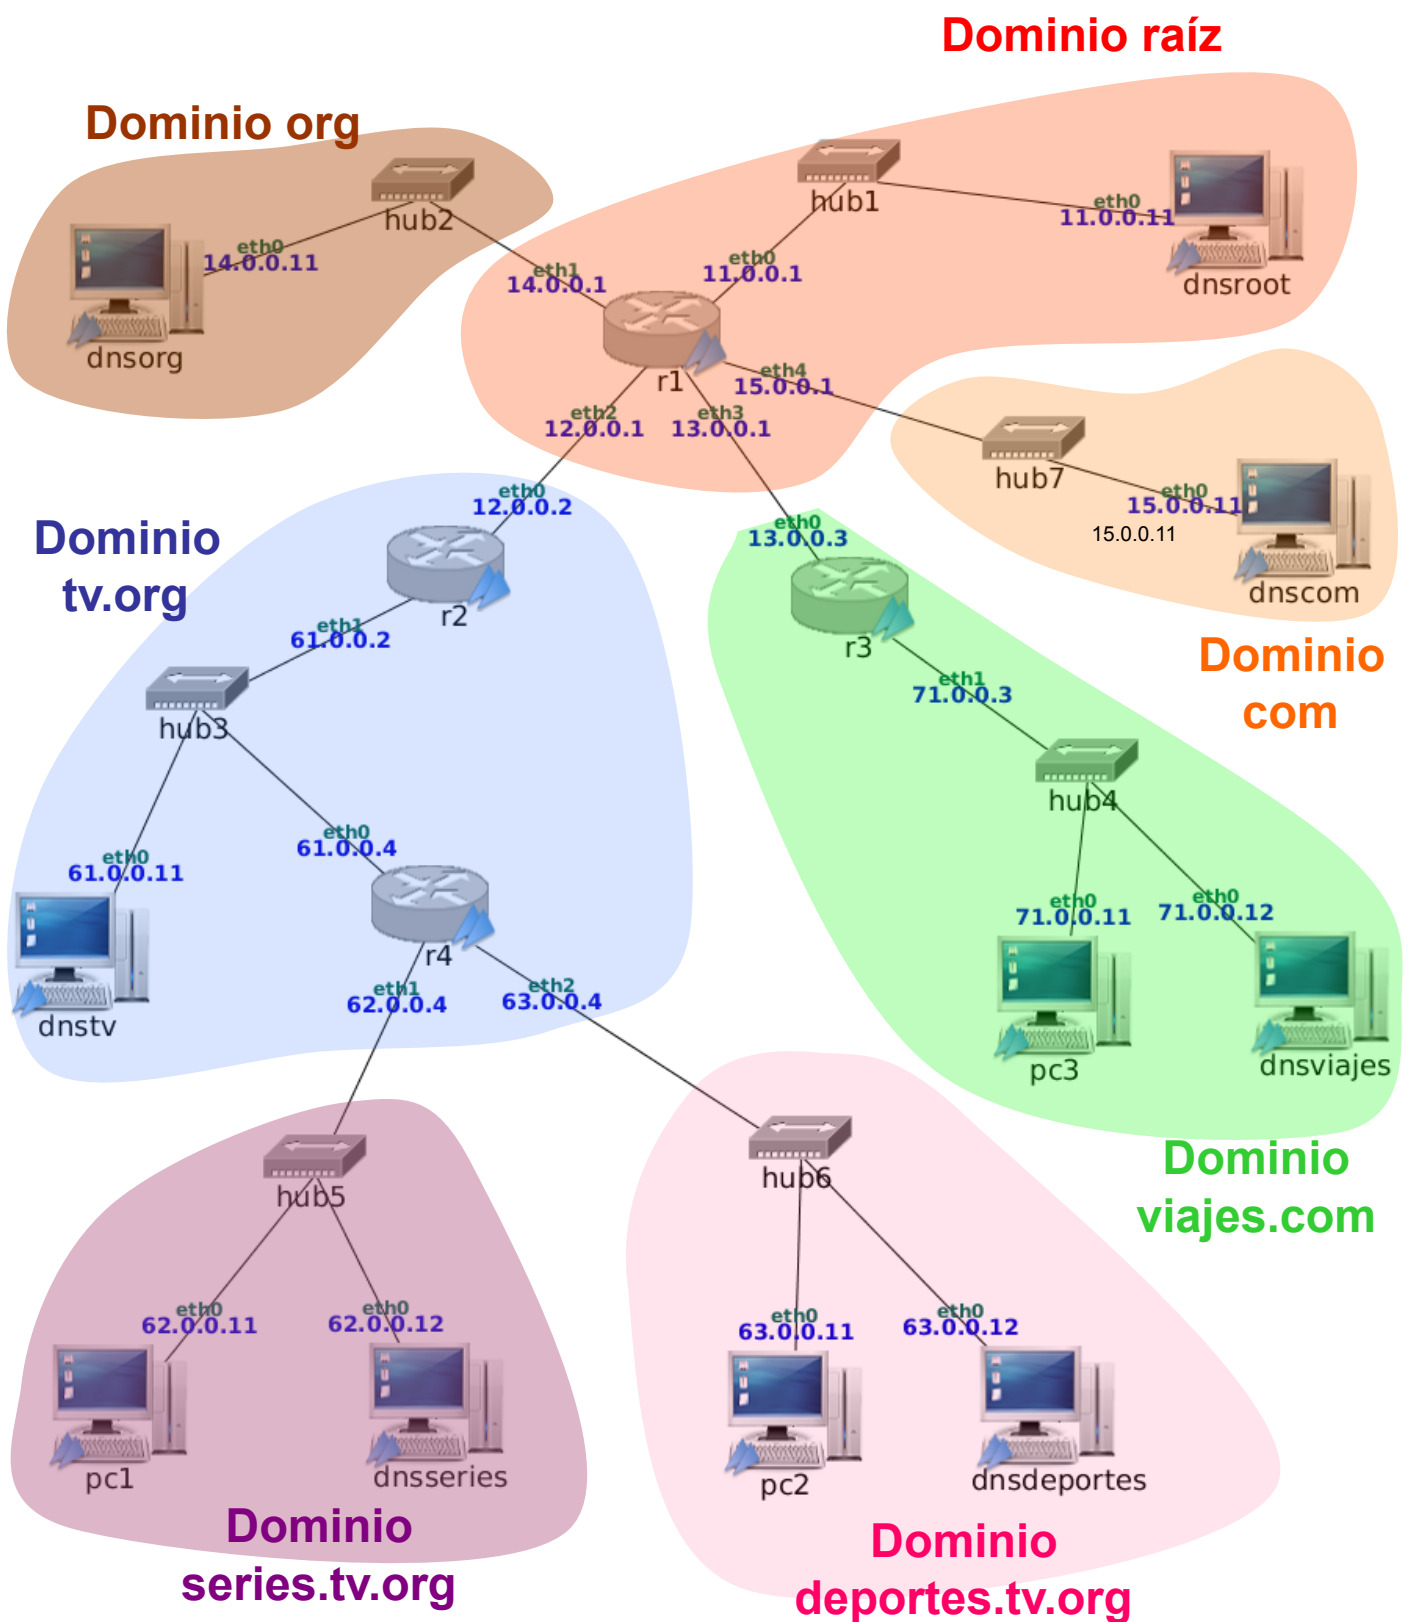 Dominio raíz
Dominio org
hub1
eth0
11.0.0.11
dnsroot
hub2
eth0
14.0.0.11
dnsorg
eth1
14.0.0.1
eth0
11.0.0.1
r1
eth4
15.0.0.1
eth2
12.0.0.1
eth3
13.0.0.1
hub7
eth0
15.0.0.11
15.0.0.11
dnscom
Dominio
com
Dominio
tv.org
eth0
12.0.0.2
r2
eth1
61.0.0.2
hub3
eth0
61.0.0.11
dnstv
eth0
61.0.0.4
r4
eth1
62.0.0.4
eth2
63.0.0.4
eth0
13.0.0.3
r3
eth1
71.0.0.3
hub4
eth0
71.0.0.11
eth0
71.0.0.12
pc3
dnsviajes
Dominio
viajes.com
hub5
eth0
62.0.0.11
eth0
62.0.0.12
pc1
dnsseries
Dominio
series.tv.org
hub6
eth0
63.0.0.11
eth0
63.0.0.12
pc2
dnsdeportes
Dominio
deportes.tv.org